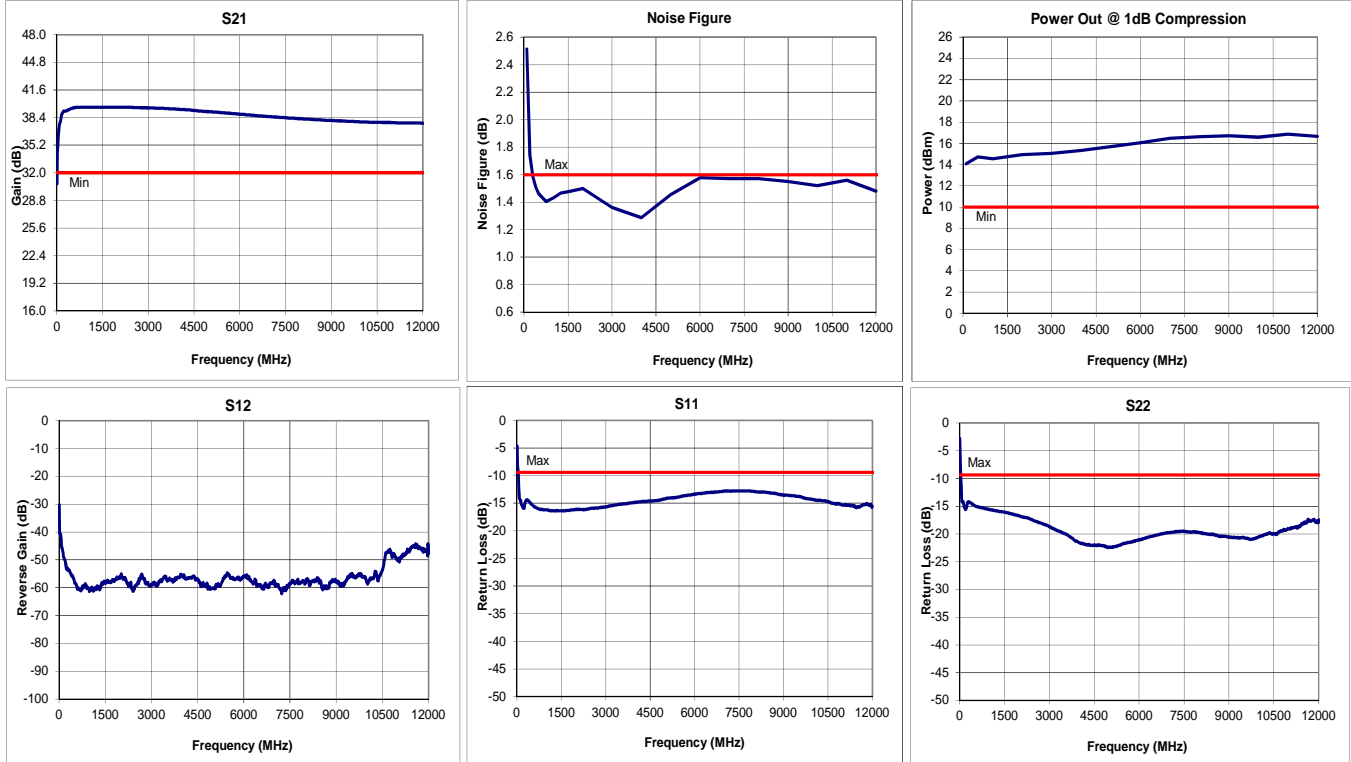 S21
Gain (dB)
48.0
44.8
41.6
38.4
35.2
32.0
28.8
25.6
22.4
19.2
16.0
Min
0 1500 3000 4500 6000 7500 9000 10500 12000
Frequency (MHz)
Noise Figure
Noise Figure (dB)
2.6
2.4
2.2
2.0
1.8
1.6
1.4
1.2
1.0
0.8
0.6
Max
0 1500 3000 4500 6000 7500 9000 10500 12000
Frequency (MHz)
Power Out @ 1dB Compression
Power (dBm)
26
24
22
20
18
16
14
12
10
8
6
4
2
0
Min
0 1500 3000 4500 6000 7500 9000 10500 12000
Frequency (MHz)
S12
Reverse Gain (dB)
0
-10
-20
-30
-40
-50
-60
-70
-80
-90
-100
0 1500 3000 4500 6000 7500 9000 10500 12000
Frequency (MHz)
S11
Return Loss (dB)
0
-5
-10
-15
-20
-25
-30
-35
-40
-45
-50
Max
0 1500 3000 4500 6000 7500 9000 10500 12000
Frequency (MHz)
S22
Return Loss (dB)
0
-5
-10
-15
-20
-25
-30
-35
-40
-45
-50
Max
0 1500 3000 4500 6000 7500 9000 10500 12000
Frequency (MHz)